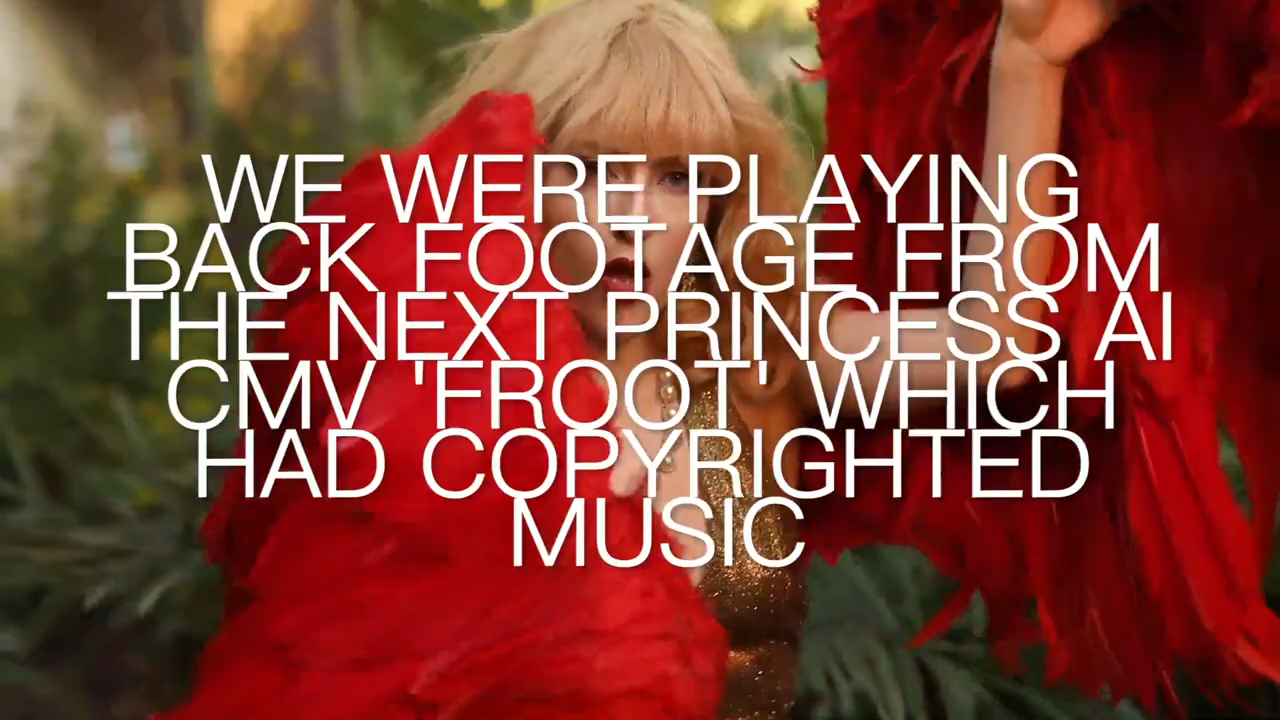 WE WERE PLAYING
BACK FOOTAGE FROM
THE NEXT PRINCESS AI
CMV 'FROOT' WHICH
HAD COPYRIGHTED
MUSIC